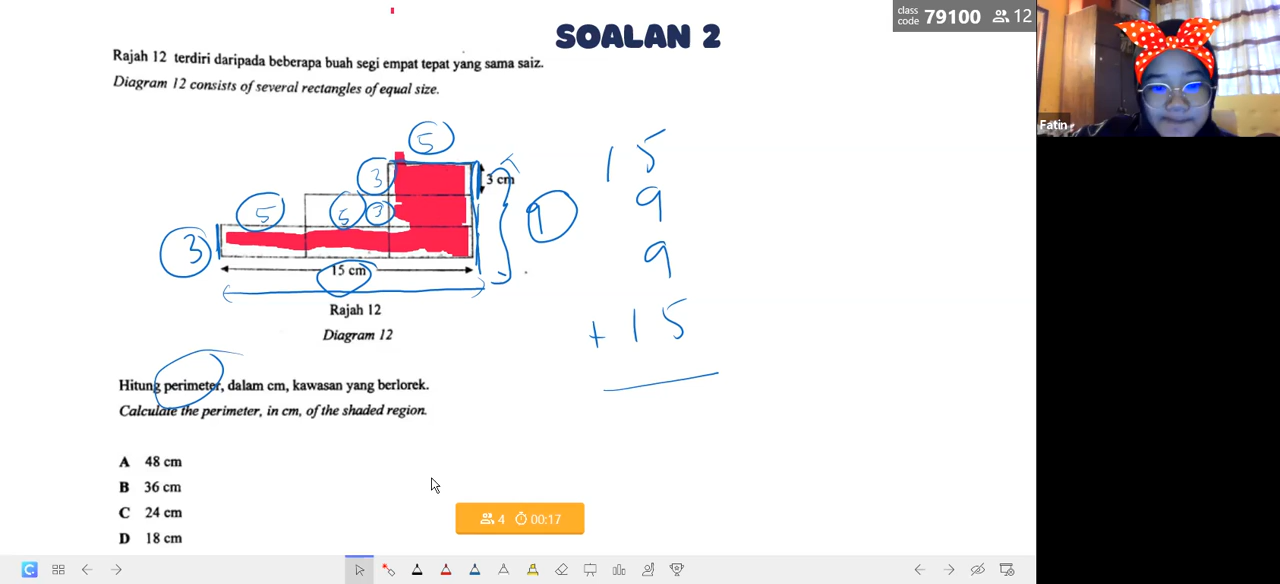 class code 79100 12
SOALAN 2
Rajah 12 terdiri daripada beberapa buah segi empat tepat yang sama saiz.
Diagram 12 consists of several rectangles of equal size.
Fatin
5
3
3 cm
5
5
3
9
3
15 cm
Rajah 12
Diagram 12
15
9
9
+ 15
Hitung perimeter, dalam cm, kawasan yang berlorek.
Calculate the perimeter, in cm, of the shaded region.
A 48 cm
B 36 cm
C 24 cm
D 18 cm
4 00:17